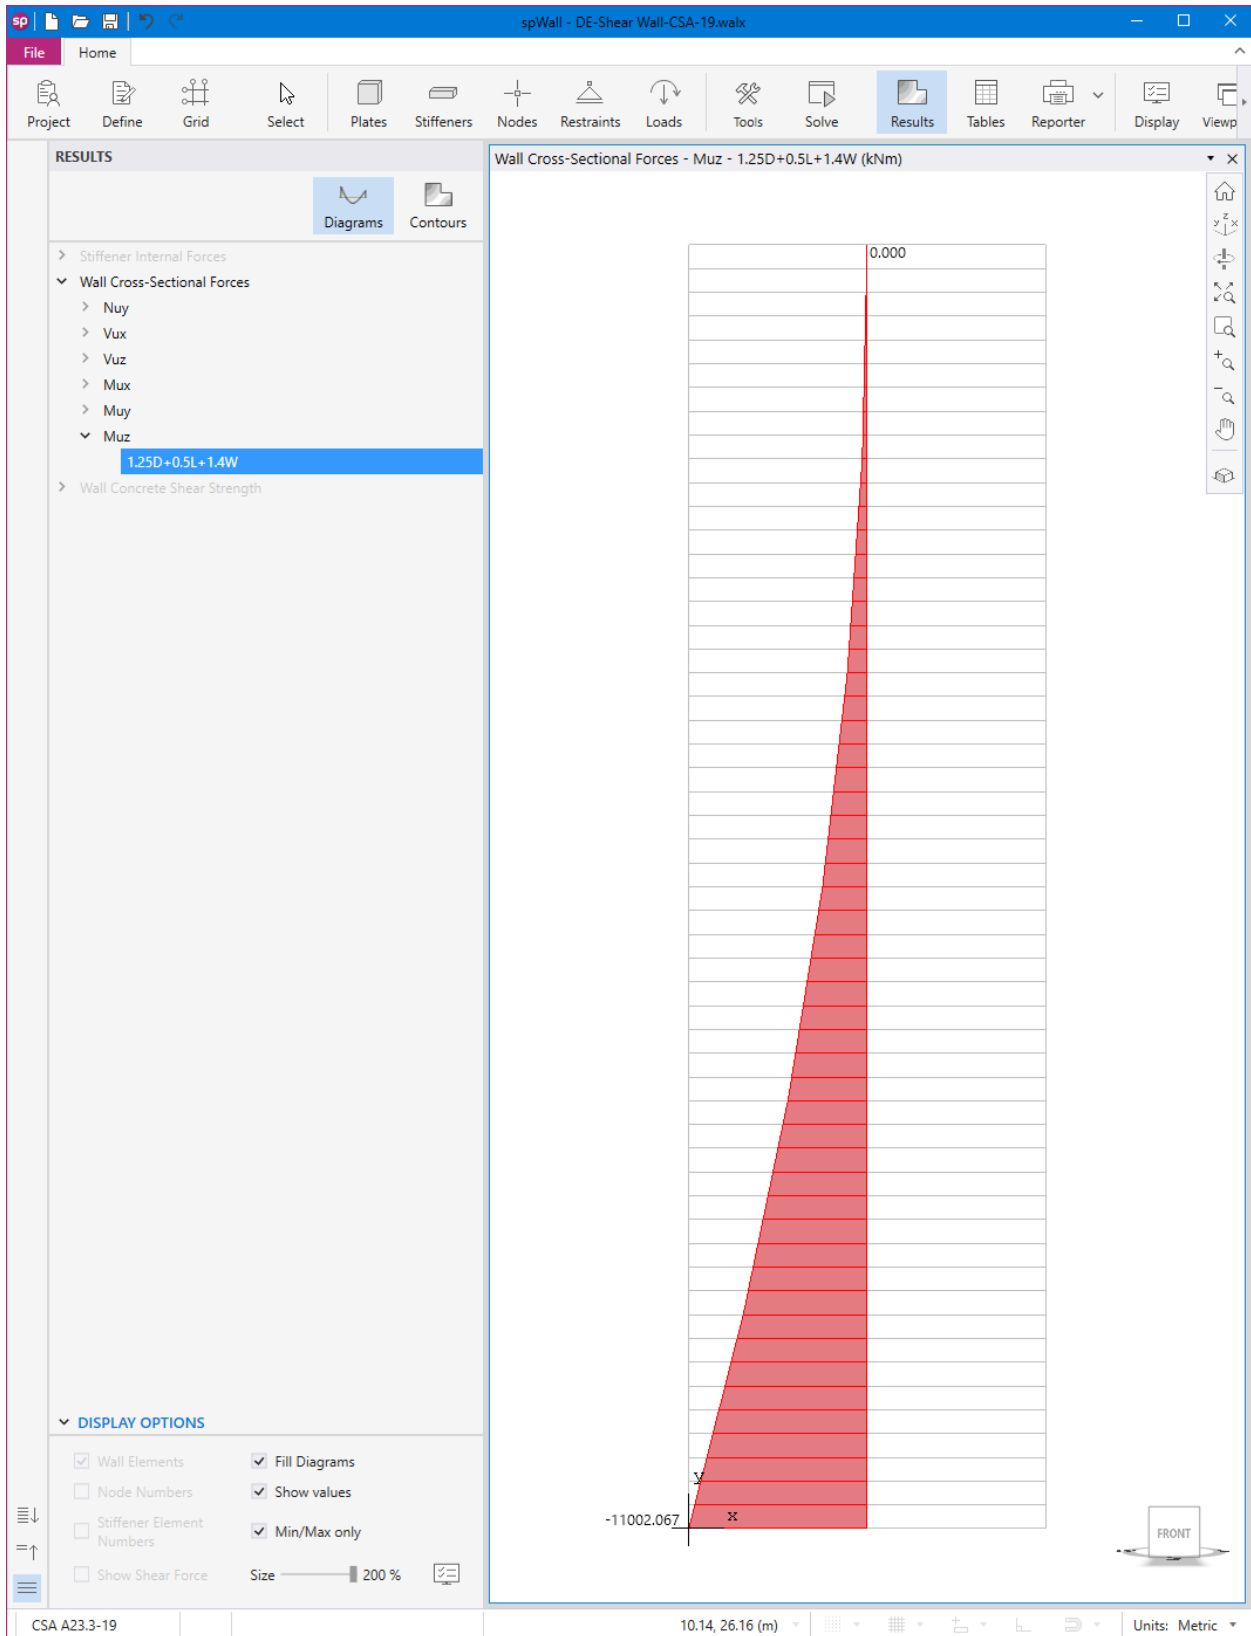 sp
spWall - DE-Shear Wall-CSA-19.walx
File Home
Project Define Grid Select Plates Stiffeners Nodes Restraints Loads Tools Solve Results Tables Reporter Display Viewp
RESULTS
Diagrams Contours
Stiffener Internal Forces
Wall Cross-Sectional Forces
Nuy
Vux
Vuz
Mux
Muy
Muz
1.25D+0.5L+1.4W
Wall Concrete Shear Strength
Wall Cross-Sectional Forces - Muz - 1.25D+0.5L+1.4W (kNm)
0.000
y
z
x
-11002.067
y
x
FRONT
DISPLAY OPTIONS
Wall Elements
Fill Diagrams
Node Numbers
Show values
Stiffener Element
Numbers
Min/Max only
Show Shear Force
Size 200 %
CSA A23.3-19
10.14, 26.16 (m)
Units: Metric